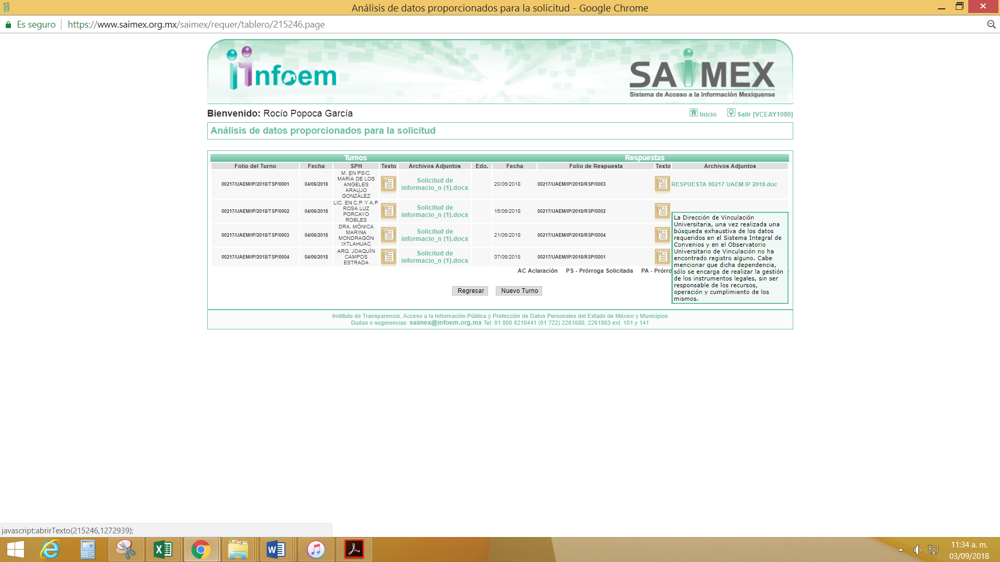 Análisis de datos proporcionados para la solicitud - Google Chrome
Es seguro
https://www.saimex.org.mx/saimex/requer/tablero/215246.page
infoem
SAIMEX
Sistema de Acceso a la Información Mexiquense
Bienvenido: Rocío Popoca García
Inicio
Salir [VCEAY1080]
Análisis de datos proporcionados para la solicitud
Turnos
Respuestas
Folio del Turno Fecha SPH Texto Archivos Adjuntos Edo. Fecha Folio de Respuesta Texto Archivos Adjuntos
00217/UAEM/IP/2018/TSP/0001
04/06/2018
M. EN PSIC.
MARÍA DE LOS
ANGELES
ARAUJO
GONZÁLEZ
Solicitud de
informacio_n (1).docx
20/06/2018
00217/UAEM/IP/2018/RSP/0003
RESPUESTA 00217 UAEM IP 2018.doc
00217/UAEM/IP/2018/TSP/0002
04/06/2018
LIC. EN C.P. Y A.P.
ROSA LUZ
PORCAYO
ROBLES
Solicitud de
informacio_n (1).docx
15/06/2018
00217/UAEM/IP/2018/RSP/0002
00217/UAEM/IP/2018/TSP/0003
04/06/2018
DRA. MÓNICA
MARINA
MONDRAGÓN
IXTLAHUAC
Solicitud de
informacio_n (1).docx
21/06/2018
00217/UAEM/IP/2018/RSP/0004
00217/UAEM/IP/2018/TSP/0004
04/06/2018
ARQ. JOAQUÍN
CAMPOS
ESTRADA
Solicitud de
informacio_n (1).docx
07/06/2018
00217/UAEM/IP/2018/RSP/0001
La Dirección de Vinculación
Universitaria, una vez realizada una
búsqueda exhaustiva de los datos
requeridos en el Sistema Integral de
Convenios y en el Observatorio
Universitario de Vinculación no ha
encontrado registro alguno. Cabe
mencionar que dicha dependencia,
sólo se encarga de realizar la gestión
de los instrumentos legales, sin ser
responsable de los recursos,
operación y cumplimiento de los
mismos.
AC Aclaración PS - Prórroga Solicitada PA - Prórro
Regresar
Nuevo Turno
Instituto de Transparencia, Acceso a la Información Pública y Protección de Datos Personales del Estado de México y Municipios
Dudas o sugerencias: saimex@infoem.org.mx Tel. 01 800 8210441 (01 722) 2261680, 2261983 ext. 101 y 141
javascript:abrirTexto(215246,1272939);
11:34 a. m.
03/09/2018